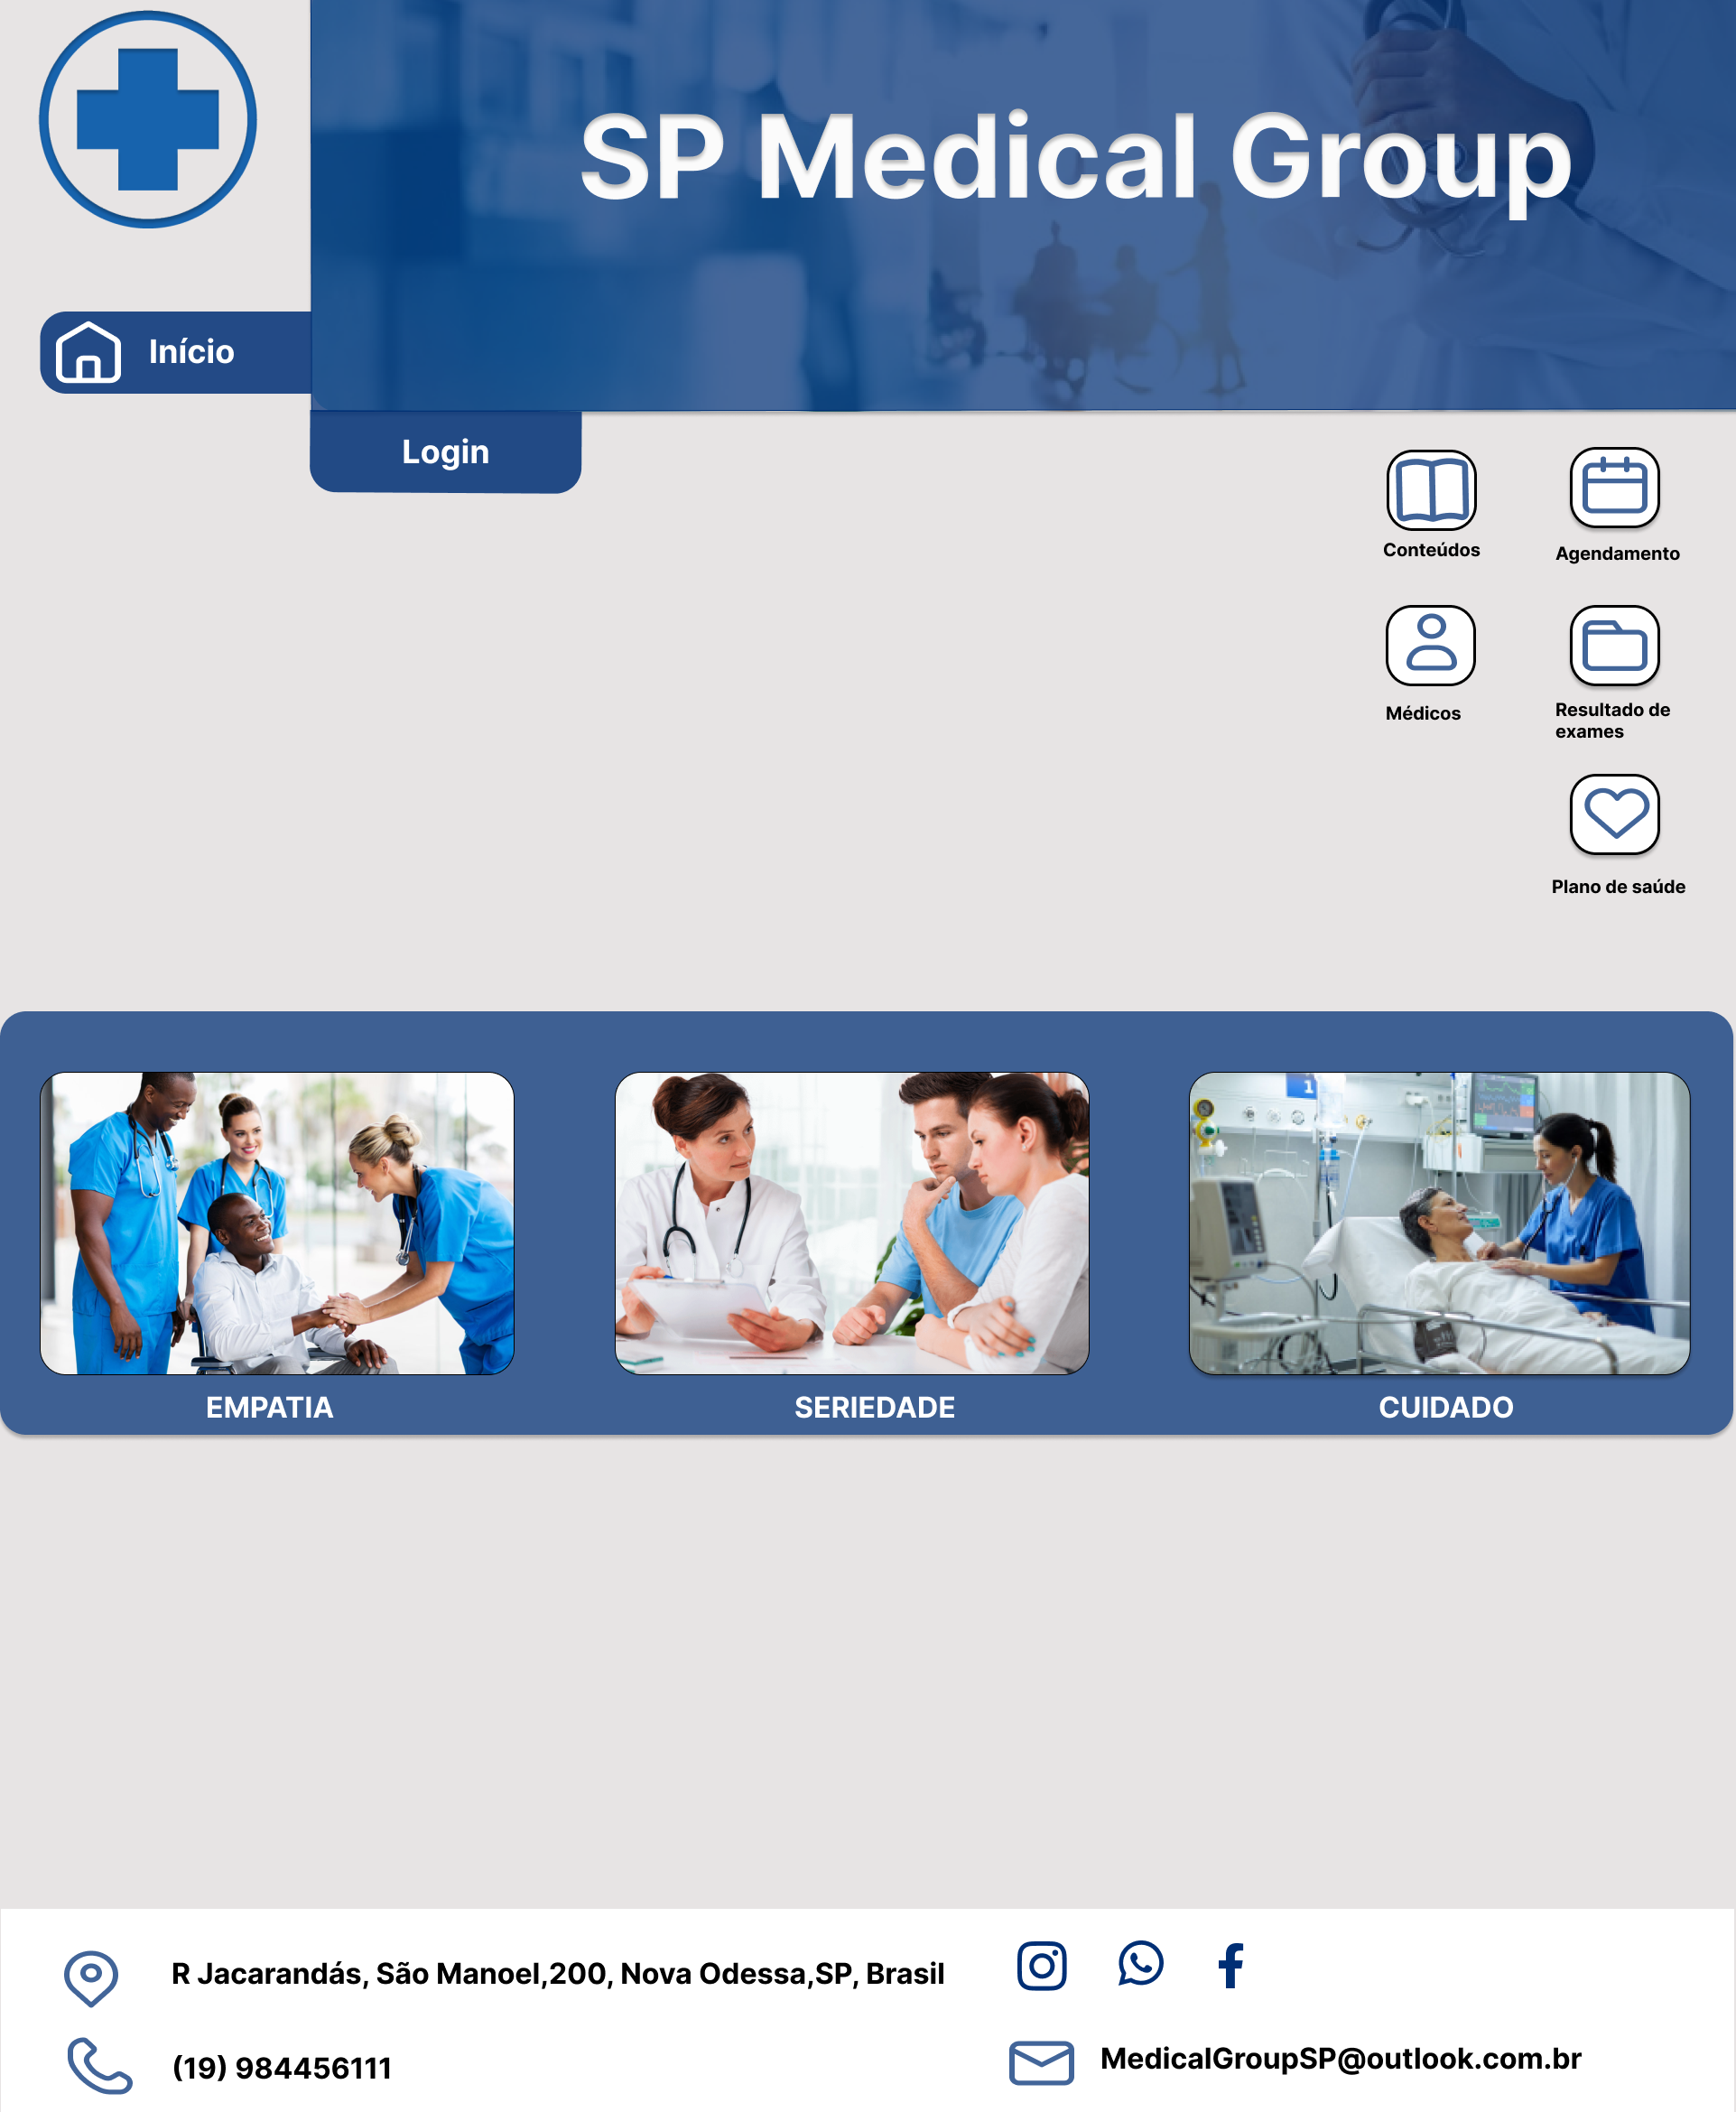 SP Medical Group
Início
Login
Conteúdos
Agendamento
Médicos
Resultado de
exames
Plano de saúde
1
EMPATIA
SERIEDADE
CUIDADO
R Jacarandás, São Manoel,200, Nova Odessa,SP, Brasil
(19) 984456111
MedicalGroupSP@outlook.com.br